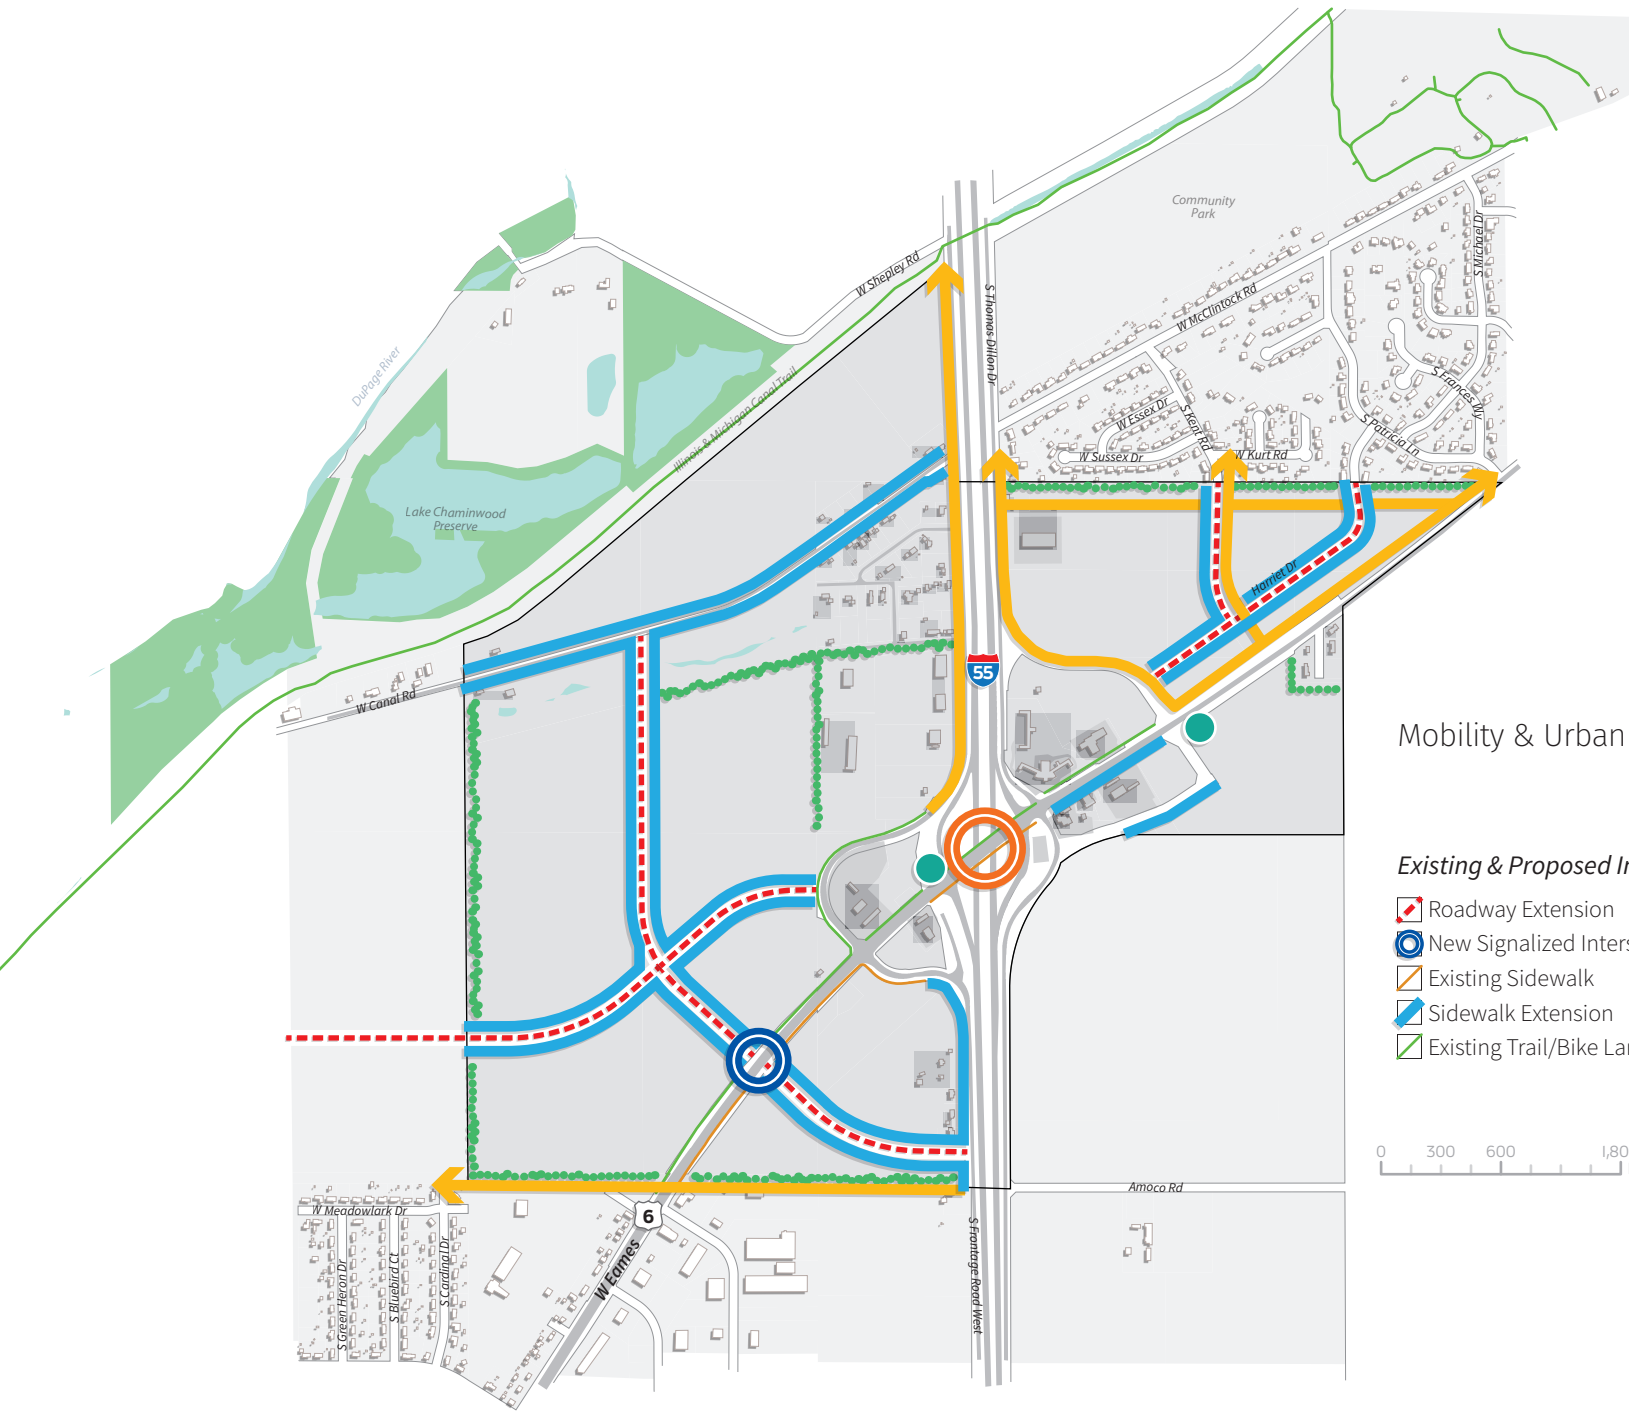 Community
Park
W Shepley Rd
S Thomas Dillon Dr
W McClintock Rd
S Michael Dr
S Frances Wy
S Patricia Ln
W Essex Dr
S Kent Rd
W Sussex Dr
W Kurt Rd
DuPage River
Illinois & Michigan Canal Trail
Lake Chaminwood
Preserve
Harriet Dr
55
W Canal Rd
Mobility & Urban
Existing & Proposed In
Roadway Extension
New Signalized Inters
Existing Sidewalk
Sidewalk Extension
Existing Trail/Bike Lan
0 300 600 1,80
Amoco Rd
W Meadowlark Dr
6
W Eames
S Green Heron Dr
S Bluebird Ct
S Cardinal Dr
S Frontage Road West